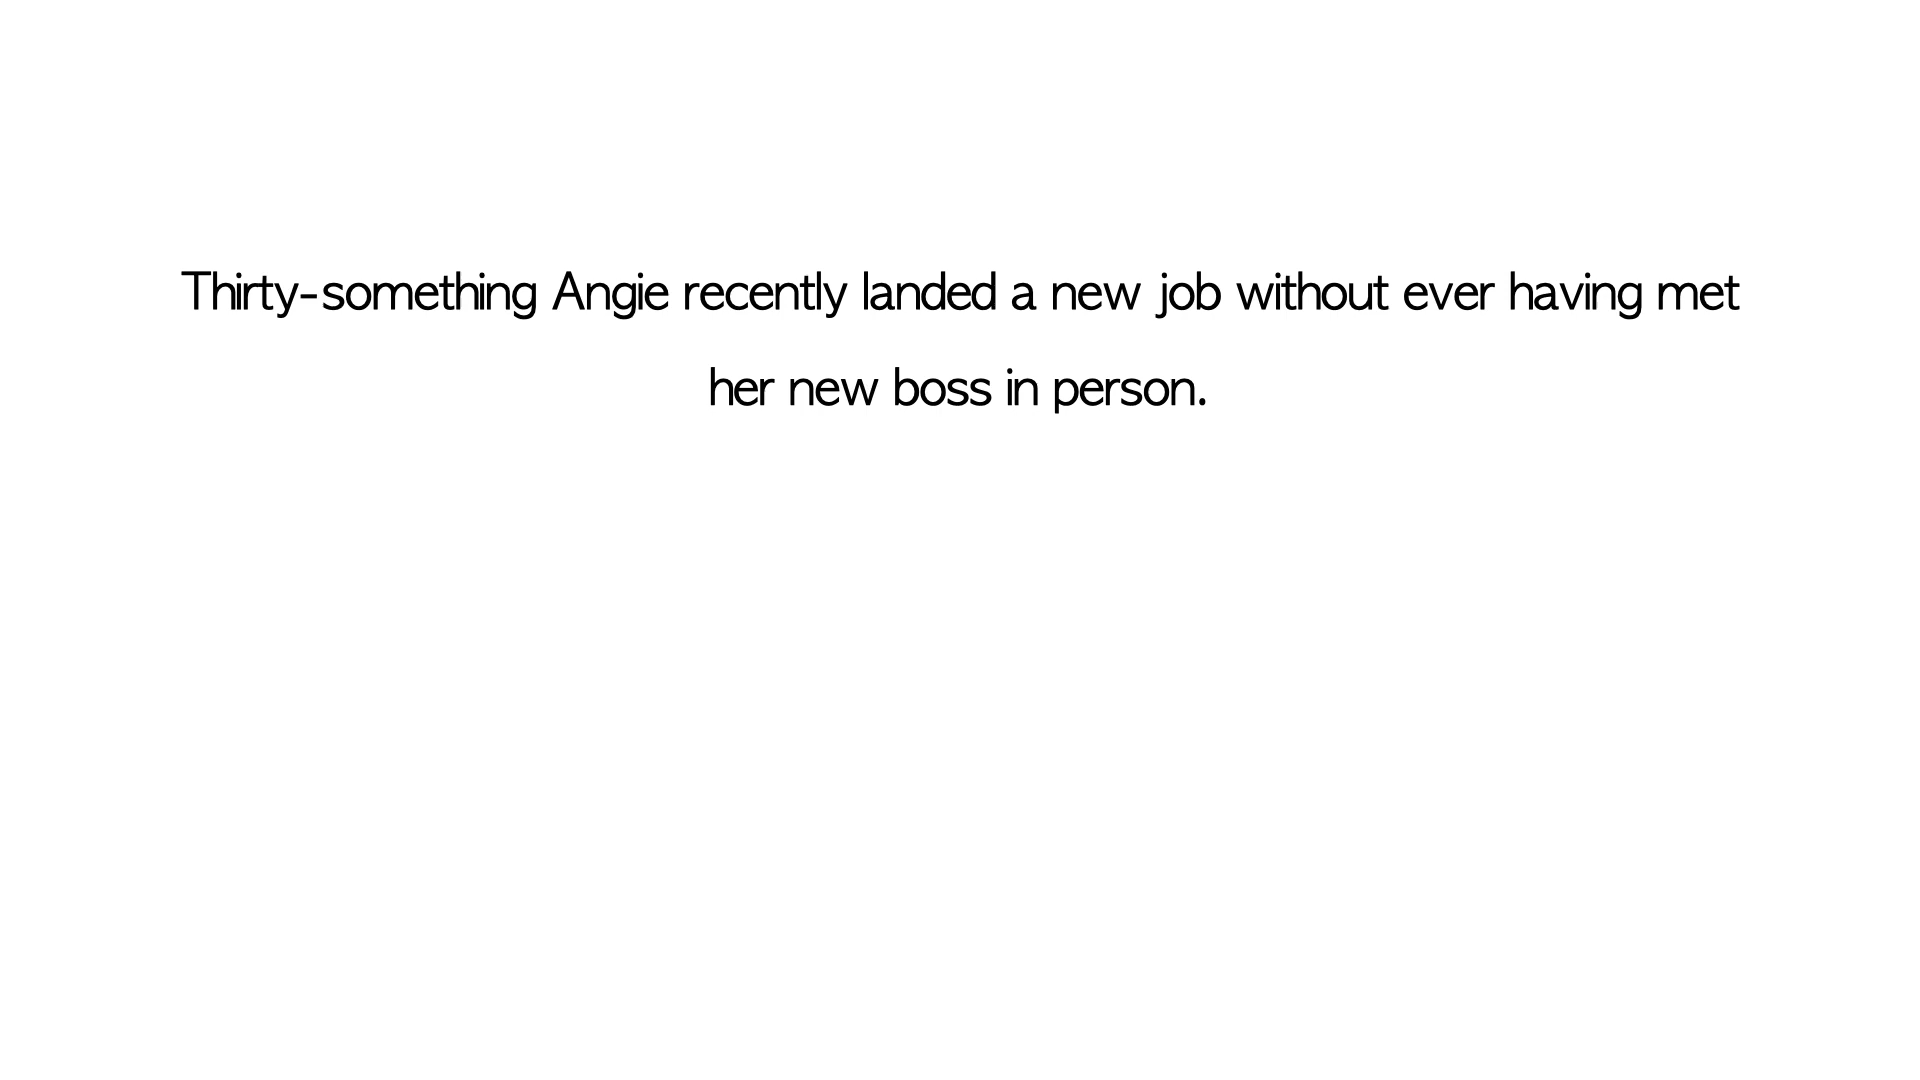 Thirty-something Angie recently landed a new job without ever having met
her new boss in person.